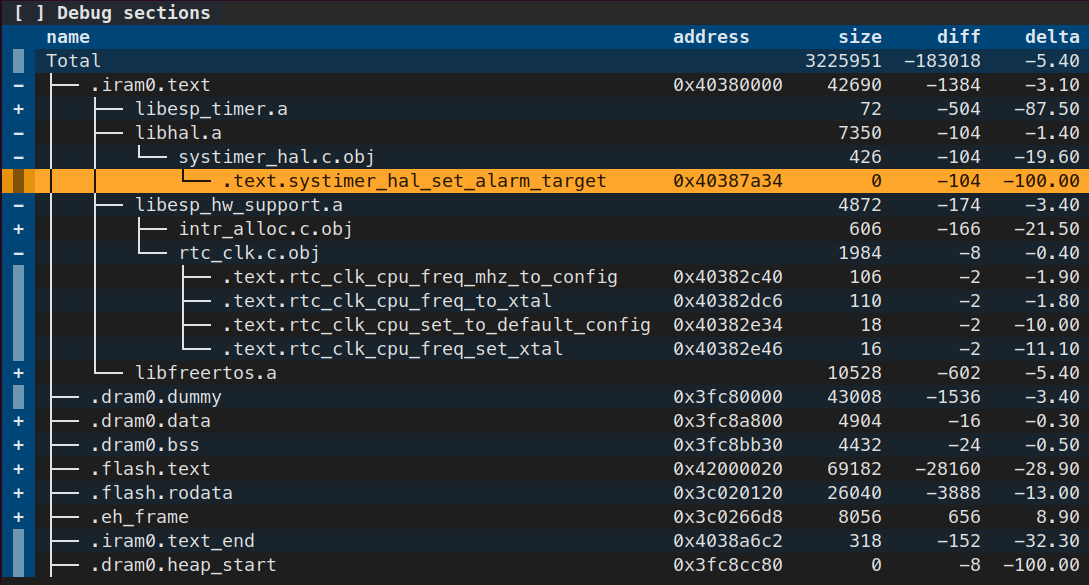 [ ] Debug sections
name address size diff delta
Total 3225951 −183018 −5.40
− .iram0.text 0x40380000 42690 −1384 −3.10
+ libesp_timer.a 72 −504 −87.50
− libhal.a 7350 −104 −1.40
− systimer_hal.c.obj 426 −104 −19.60
.text.systimer_hal_set_alarm_target 0x40387a34 0 −104 −100.00
− libesp_hw_support.a 4872 −174 −3.40
+ intr_alloc.c.obj 606 −166 −21.50
− rtc_clk.c.obj 1984 −8 −0.40
.text.rtc_clk_cpu_freq_mhz_to_config 0x40382c40 106 −2 −1.90
.text.rtc_clk_cpu_freq_to_xtal 0x40382dc6 110 −2 −1.80
.text.rtc_clk_cpu_set_to_default_config 0x40382e34 18 −2 −10.00
.text.rtc_clk_cpu_freq_set_xtal 0x40382e46 16 −2 −11.10
+ libfreertos.a 10528 −602 −5.40
.dram0.dummy 0x3fc80000 43008 −1536 −3.40
+ .dram0.data 0x3fc8a800 4904 −16 −0.30
+ .dram0.bss 0x3fc8bb30 4432 −24 −0.50
+ .flash.text 0x42000020 69182 −28160 −28.90
+ .flash.rodata 0x3c020120 26040 −3888 −13.00
+ .eh_frame 0x3c0266d8 8056 656 8.90
.iram0.text_end 0x4038a6c2 318 −152 −32.30
.dram0.heap_start 0x3fc8cc80 0 −8 −100.00